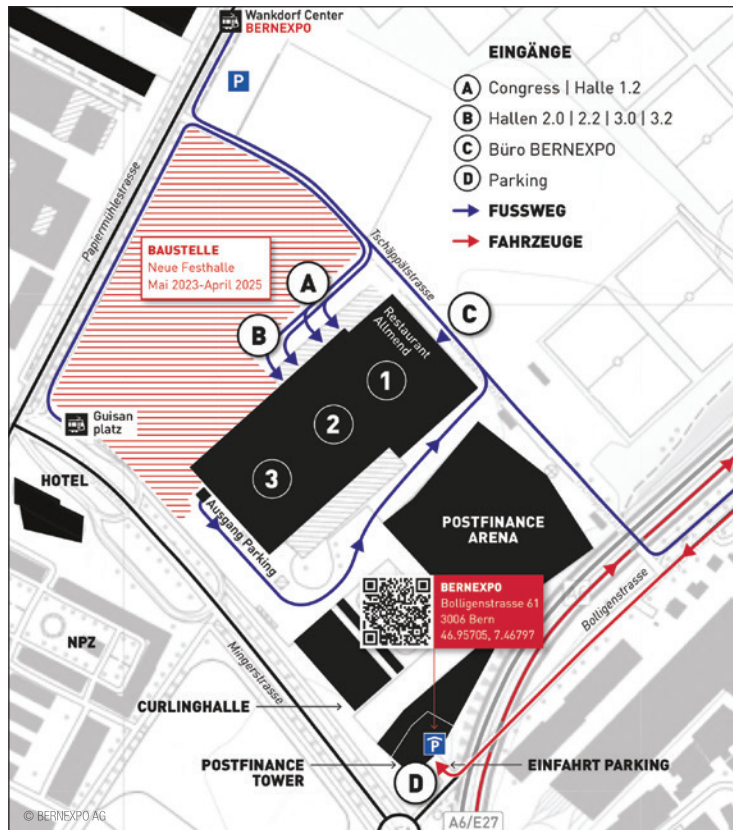 Wankdorf Center
BERNEXPO
P
EINGÄNGE
A Congress | Halle 1.2
B Hallen 2.0 | 2.2 | 3.0 | 3.2
C Büro BERNEXPO
D Parking
FUSSWEG
FAHRZEUGE
Papiermühlestrasse
BAUSTELLE
Neue Festhalle
Mai 2023-April 2025
Tschäppätstrasse
A
B
C
Restaurant
Allmend
1
2
3
Guisan
platz
HOTEL
Ausgang Parking
POSTFINANCE
ARENA
BERNEXPO
Bolligenstrasse 61
3006 Bern
46.95705, 7.46797
Bolligenstrasse
NPZ
Mingerstrasse
CURLINGHALLE
P
POSTFINANCE
TOWER
D
EINFAHRT PARKING
© BERNEXPO AG
A6/E27